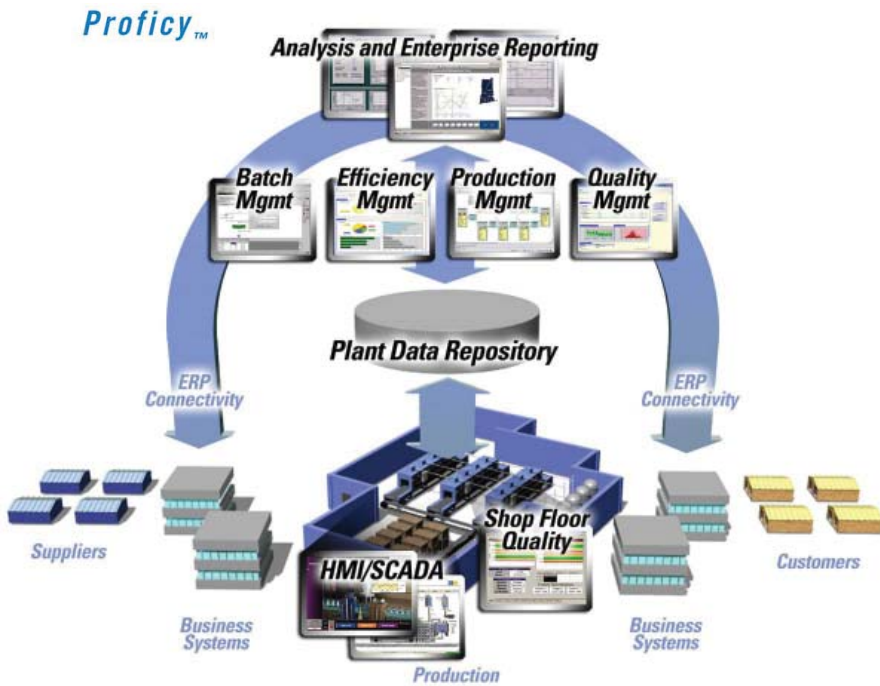 Proficy™
Analysis and Enterprise Reporting
Batch
Mgmt
Efficiency
Mgmt
Production
Mgmt
Quality
Mgmt
Plant Data Repository
ERP
Connectivity
ERP
Connectivity
Suppliers
Business
Systems
HMI/SCADA
Shop Floor
Quality
Production
Business
Systems
Customers